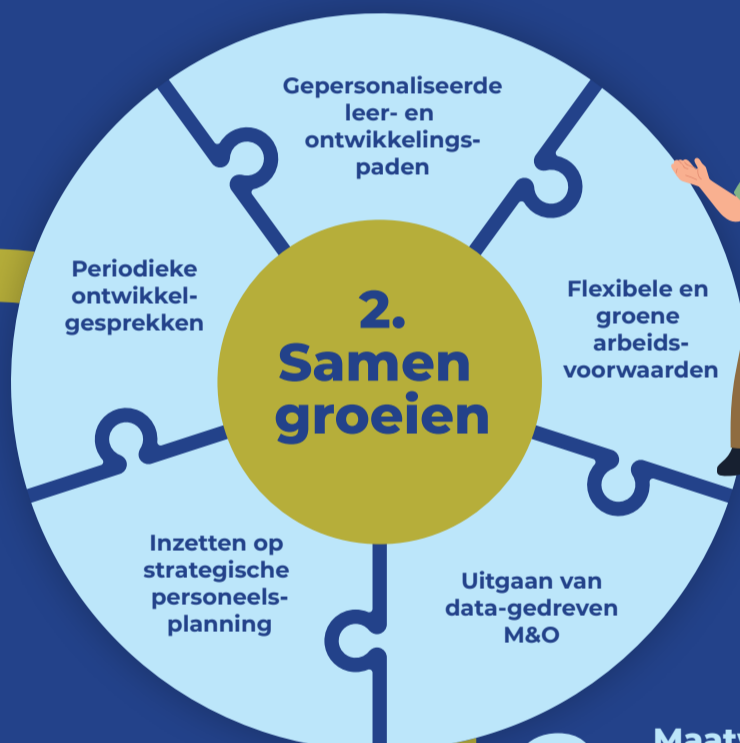 Gepersonaliseerde
leer- en
ontwikkelings-
paden
Periodieke
ontwikkel-
gesprekken
Flexibele en
groene
arbeids-
voorwaarden
2.
Samen
groeien
Inzetten op
strategische
personeels-
planning
Uitgaan van
data-gedreven
M&O